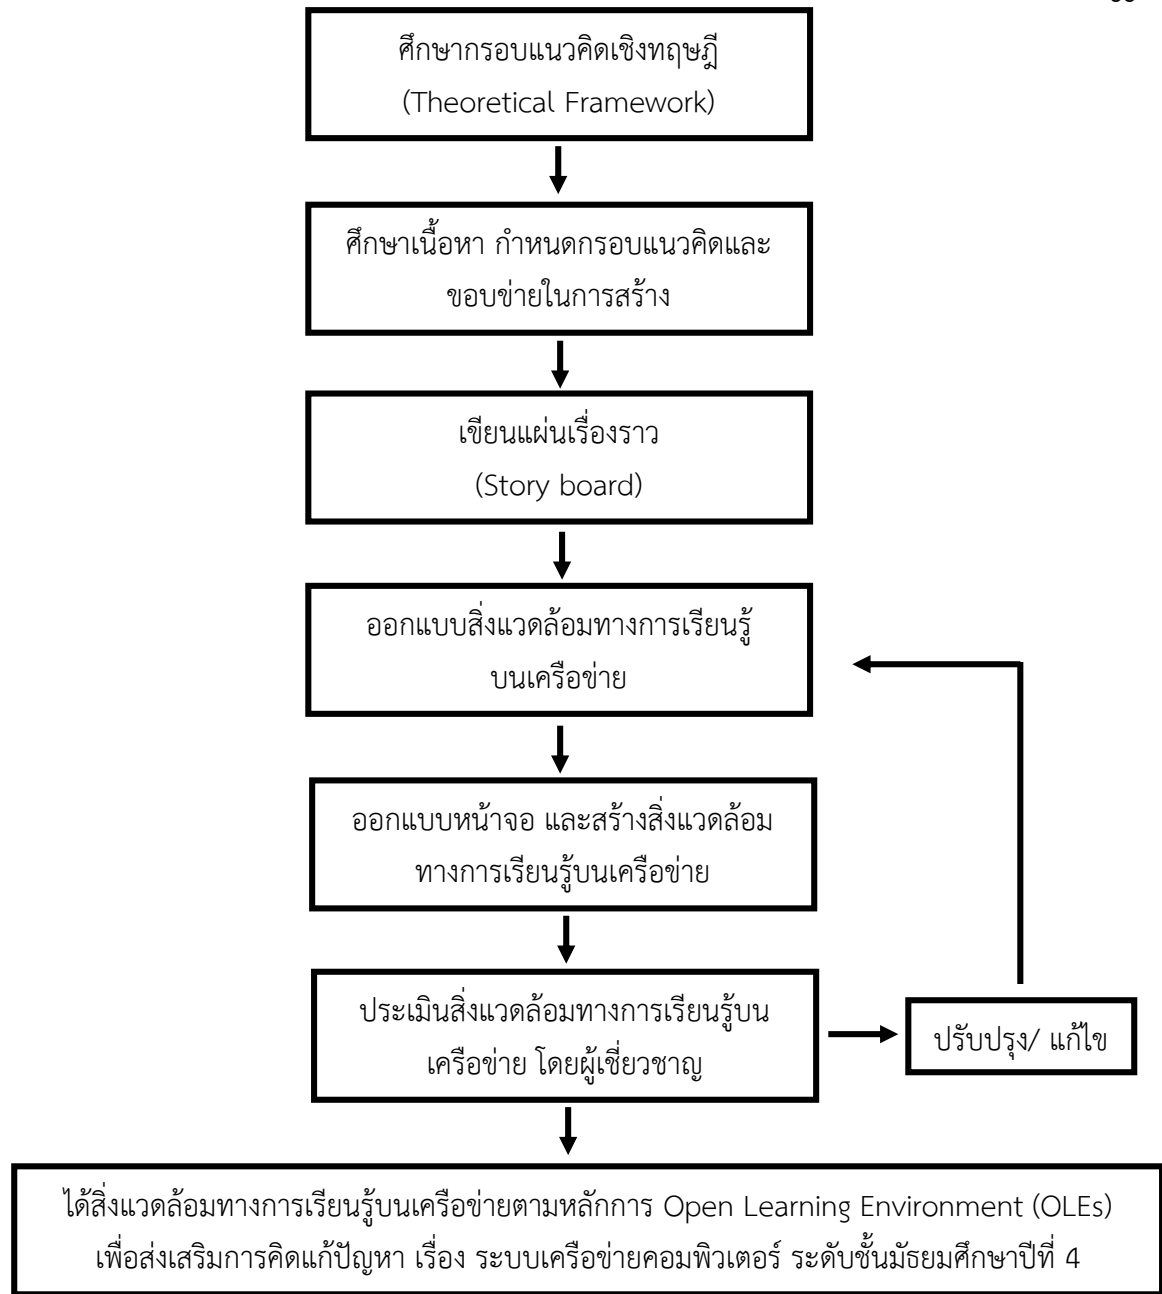 ศึกษากรอบแนวคิดเชิงทฤษฎี
(Theoretical Framework)
ศึกษาเนื้อหา กำหนดกรอบแนวคิดและ
ขอบข่ายในการสร้าง
เขียนแผ่นเรื่องราว
(Story board)
ออกแบบสิ่งแวดล้อมทางการเรียนรู้
บนเครือข่าย
ออกแบบหน้าจอ และสร้างสิ่งแวดล้อม
ทางการเรียนรู้บนเครือข่าย
ประเมินสิ่งแวดล้อมทางการเรียนรู้บน
เครือข่าย โดยผู้เชี่ยวชาญ
ปรับปรุง/ แก้ไข
ได้สิ่งแวดล้อมทางการเรียนรู้บนเครือข่ายตามหลักการ Open Learning Environment (OLEs)
เพื่อส่งเสริมการคิดแก้ปัญหา เรื่อง ระบบเครือข่ายคอมพิวเตอร์ ระดับชั้นมัธยมศึกษาปีที่ 4